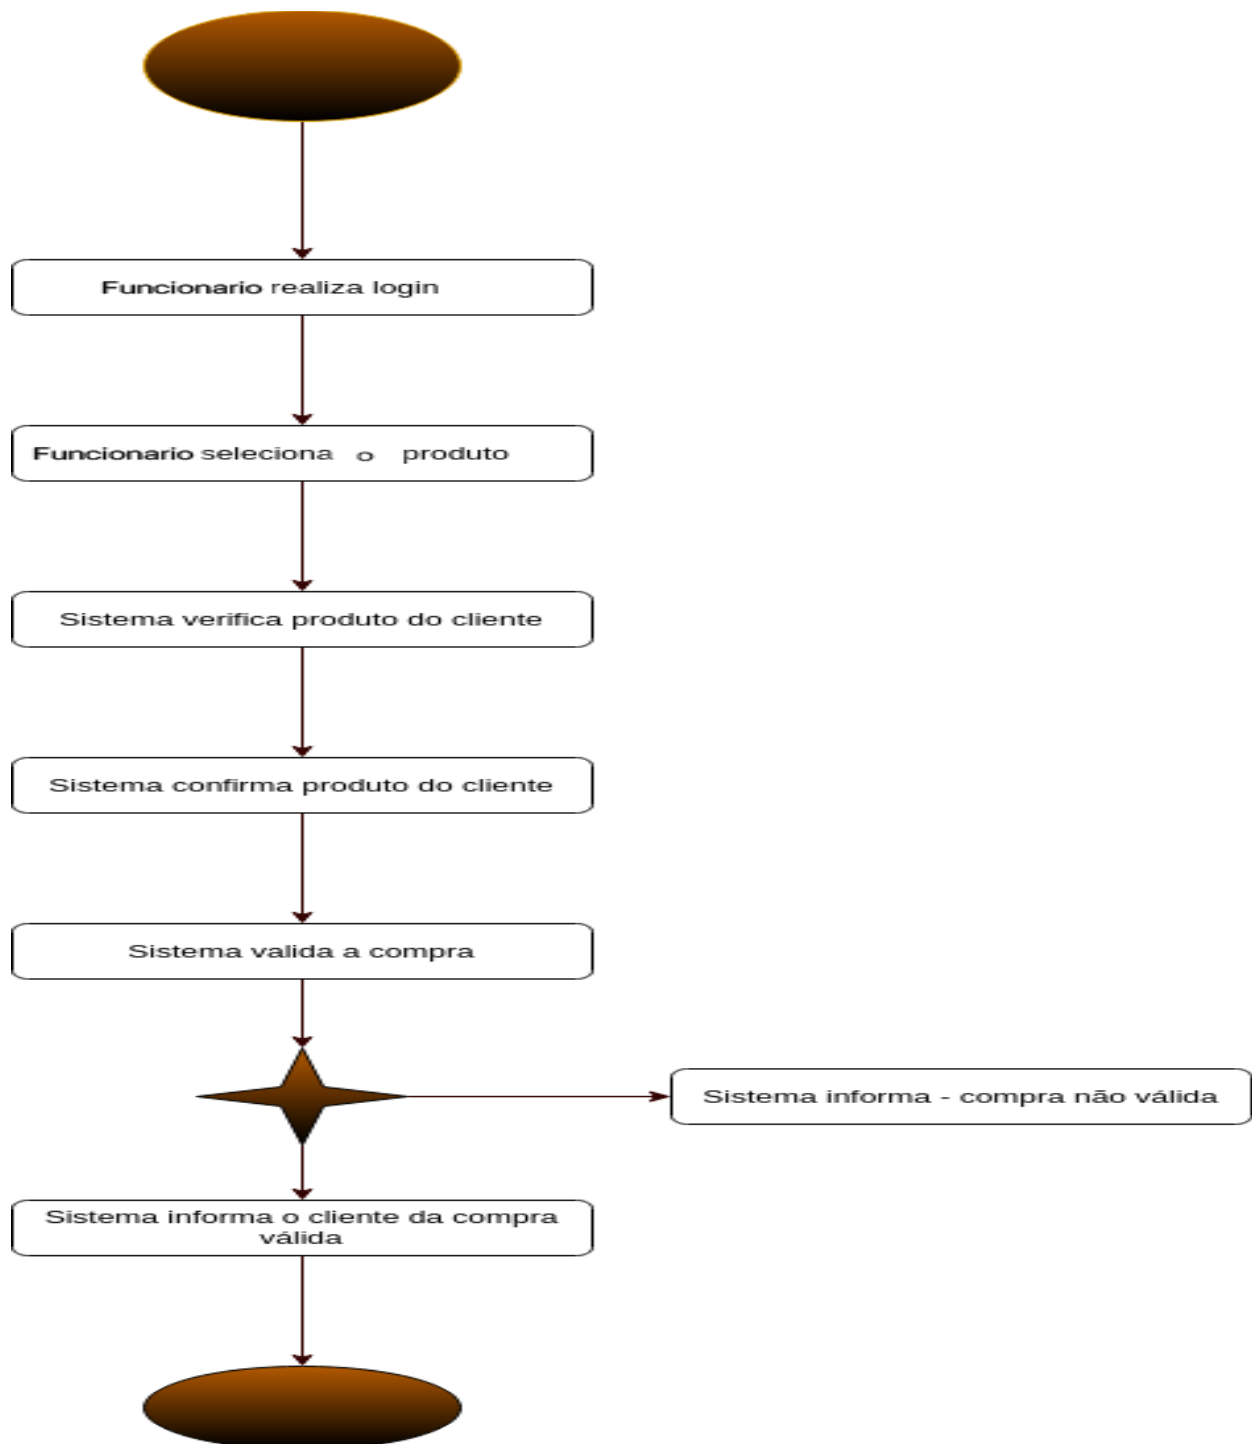 Funcionario realiza login
Funcionario seleciona o produto
Sistema verifica produto do cliente
Sistema confirma produto do cliente
Sistema valida a compra
Sistema informa - compra não válida
Sistema informa o cliente da compra
válida